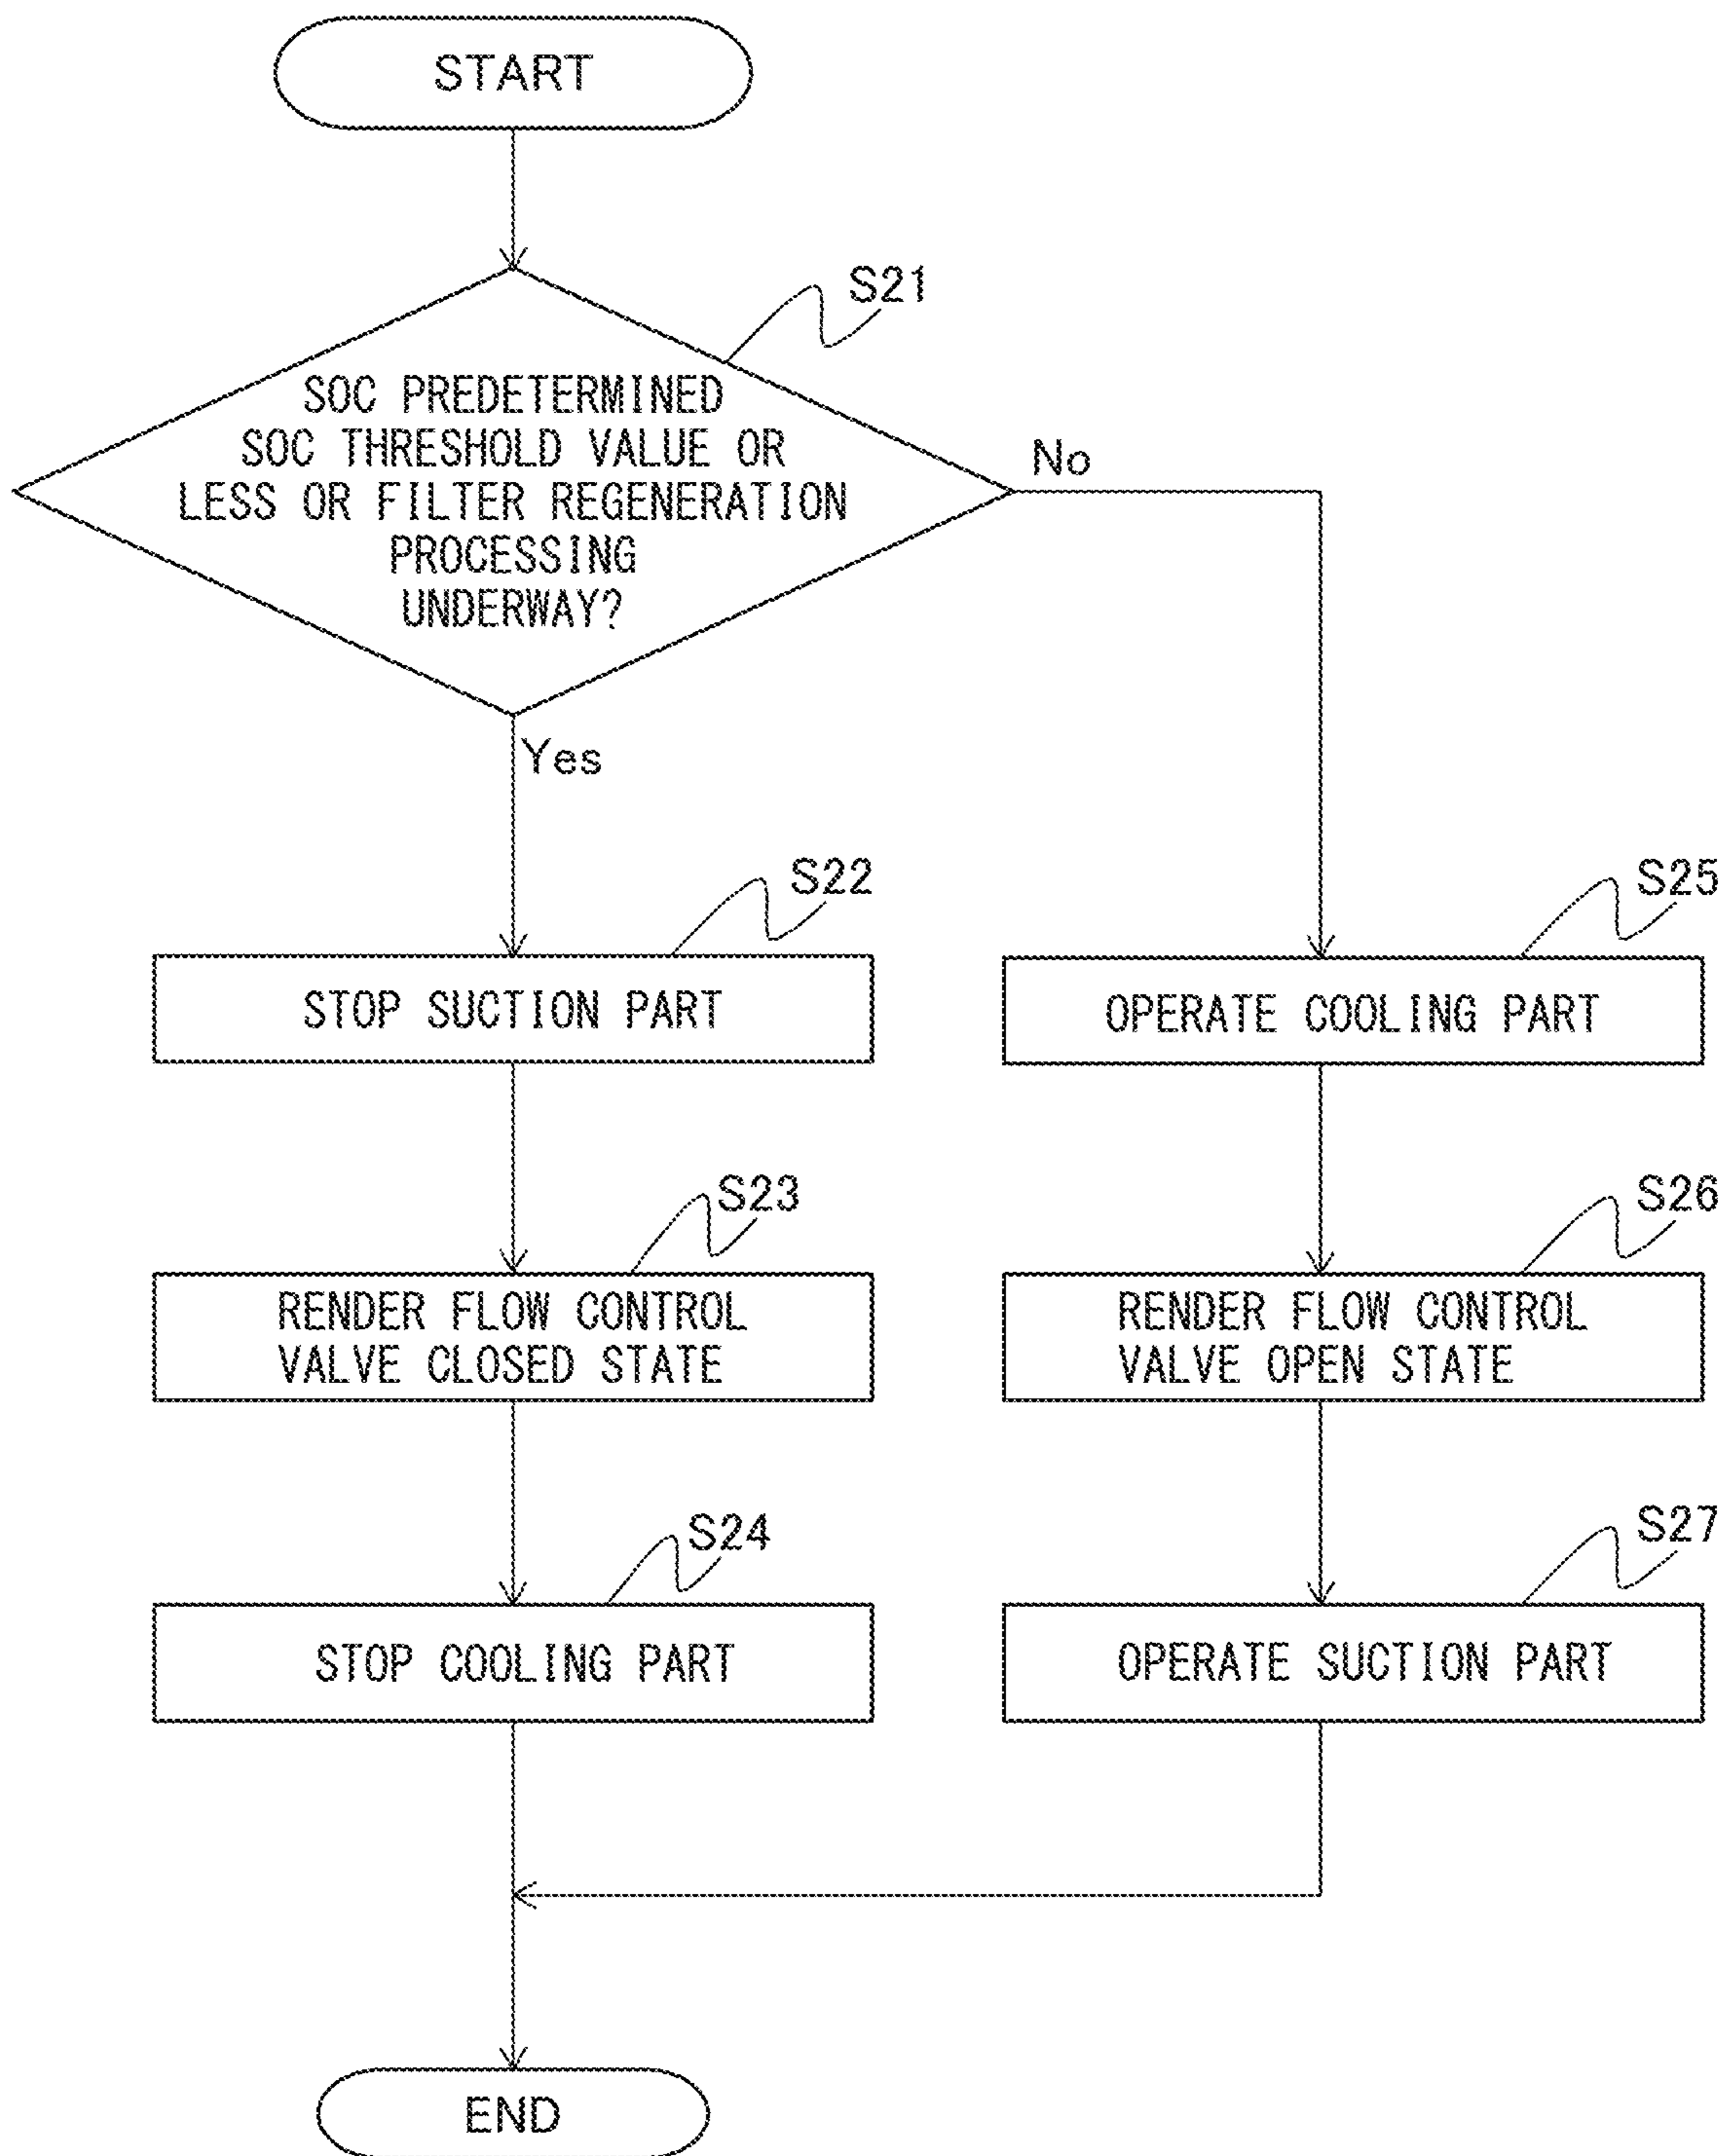 START
S21
SOC PREDETERMINED
SOC THRESHOLD VALUE OR
LESS OR FILTER REGENERATION
PROCESSING
UNDERWAY?
No
Yes
S22
STOP SUCTION PART
S23
RENDER FLOW CONTROL
VALVE CLOSED STATE
S24
STOP COOLING PART
S25
OPERATE COOLING PART
S26
RENDER FLOW CONTROL
VALVE OPEN STATE
S27
OPERATE SUCTION PART
END